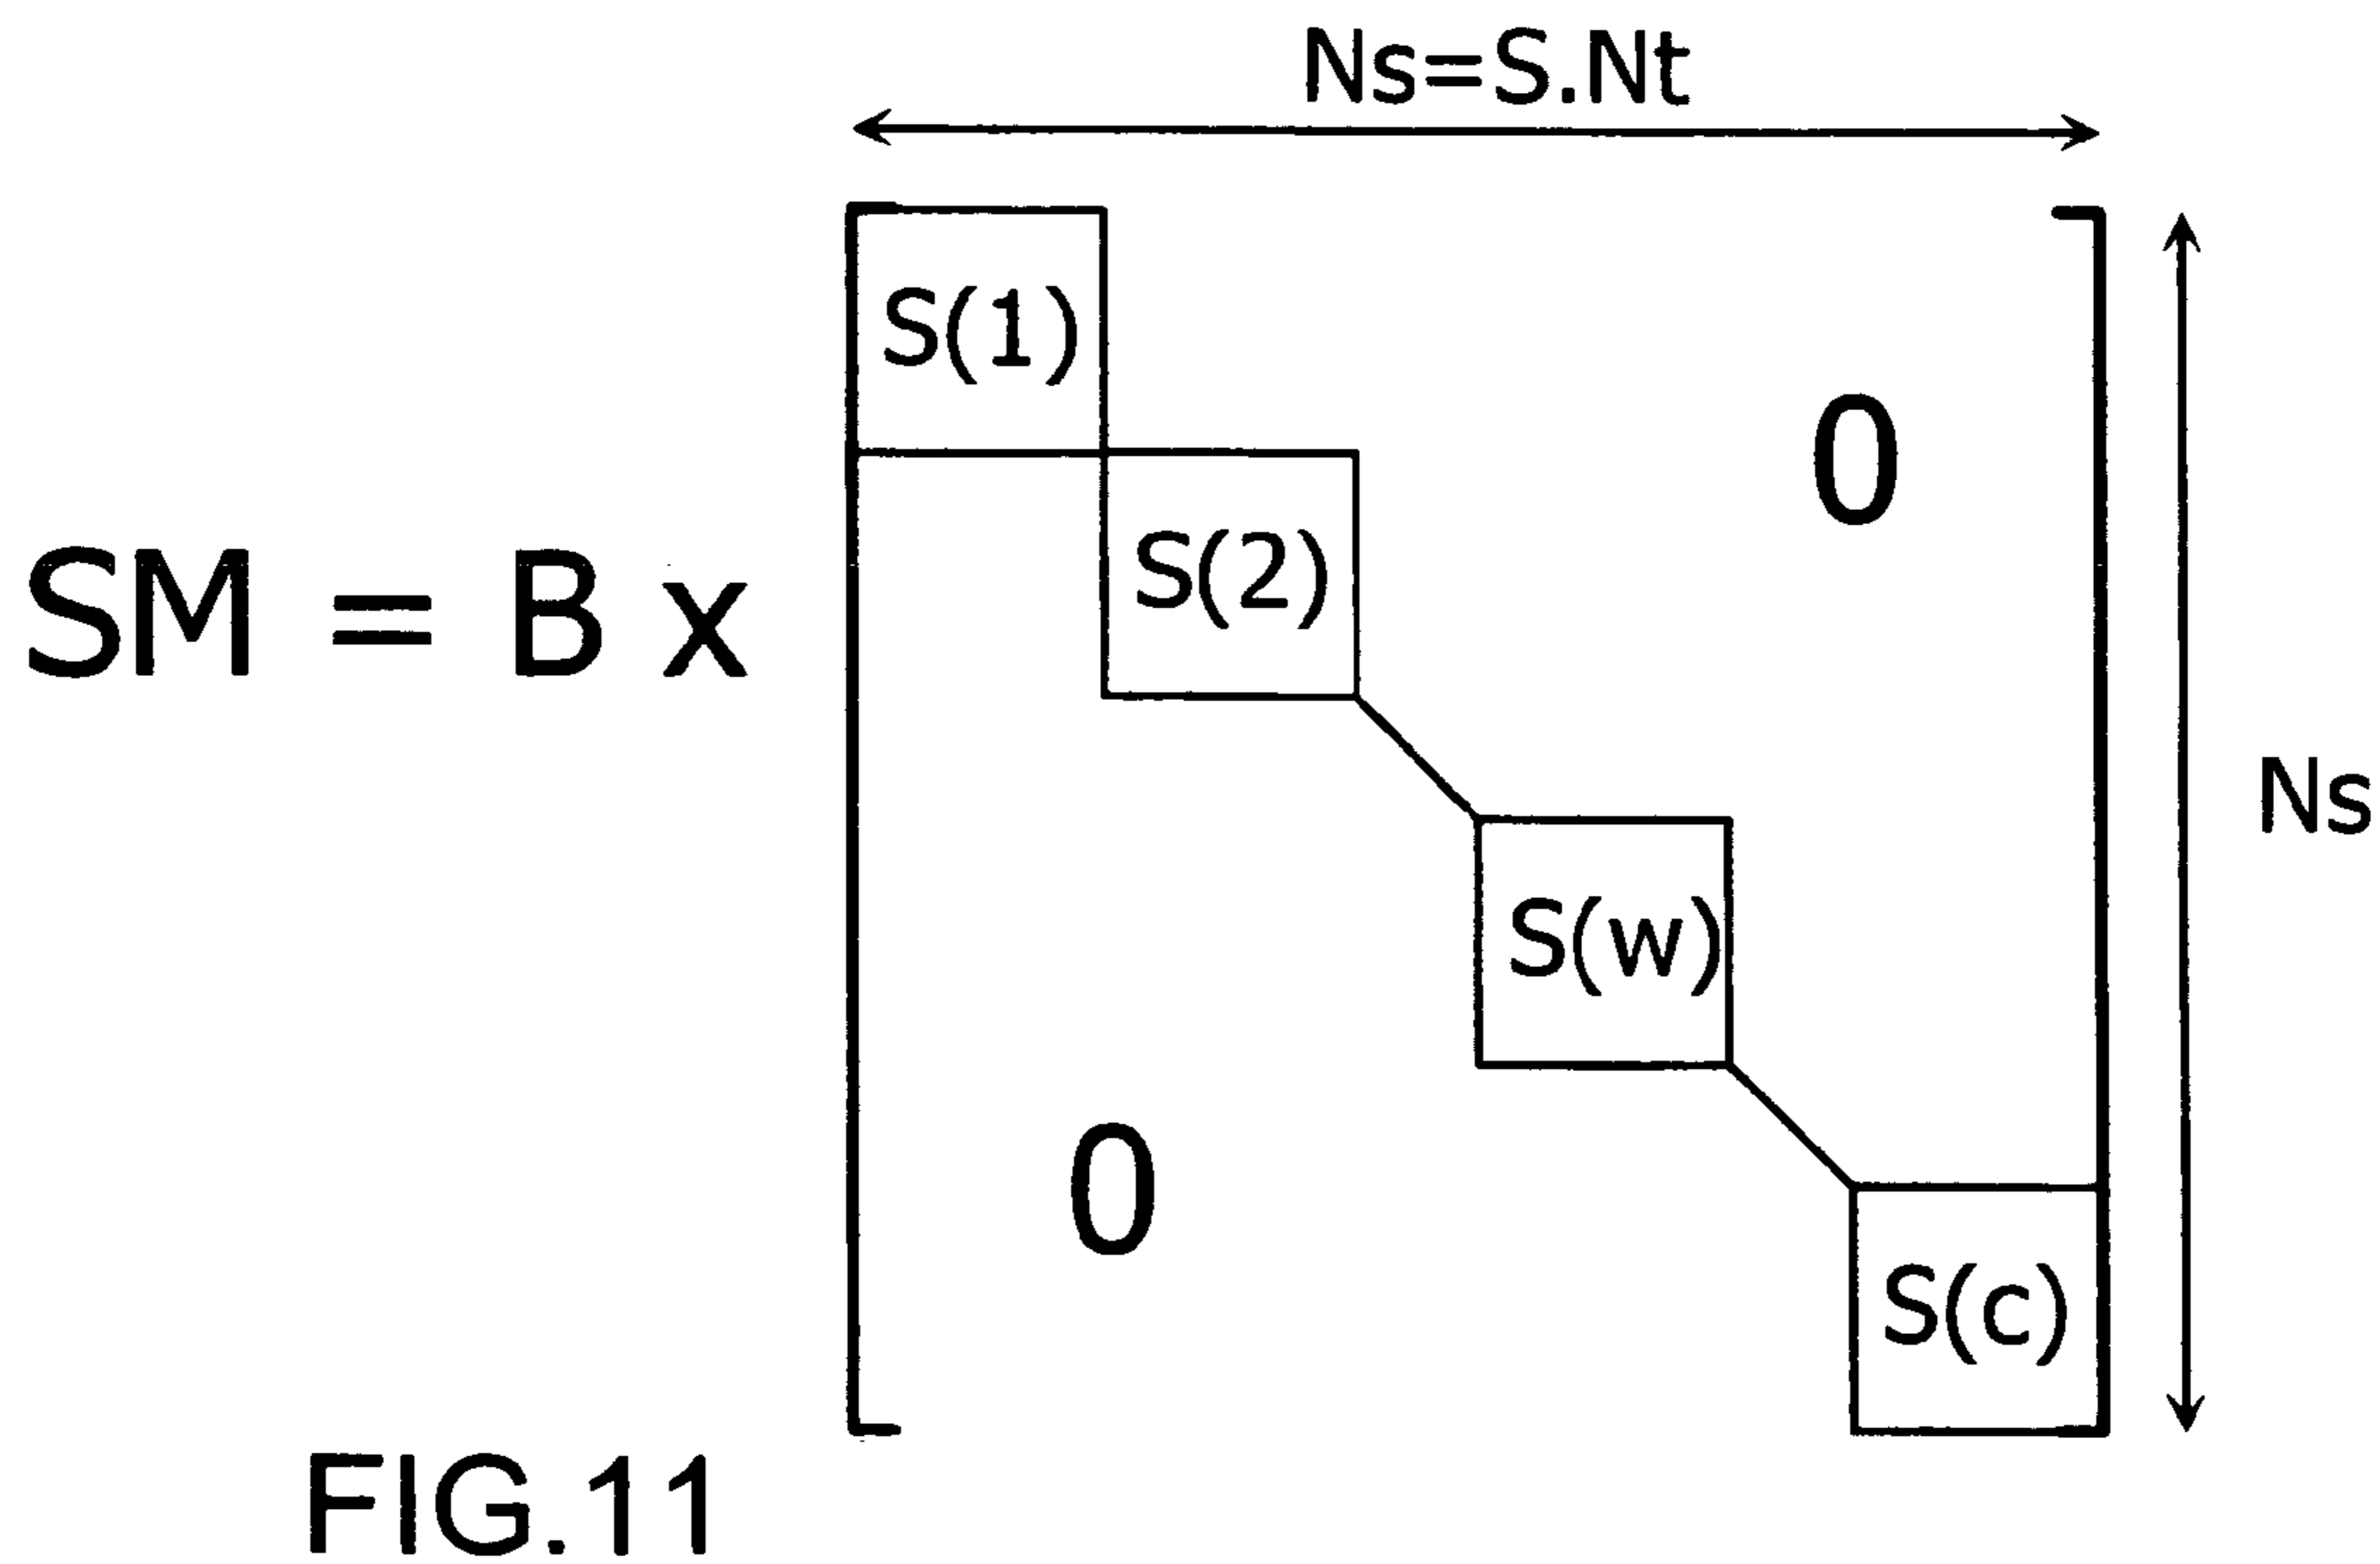 Ns=S.Nt
S(1)
0
S(2)
SM = B x
Ns
S(w)
0
S(c)
FIG.11